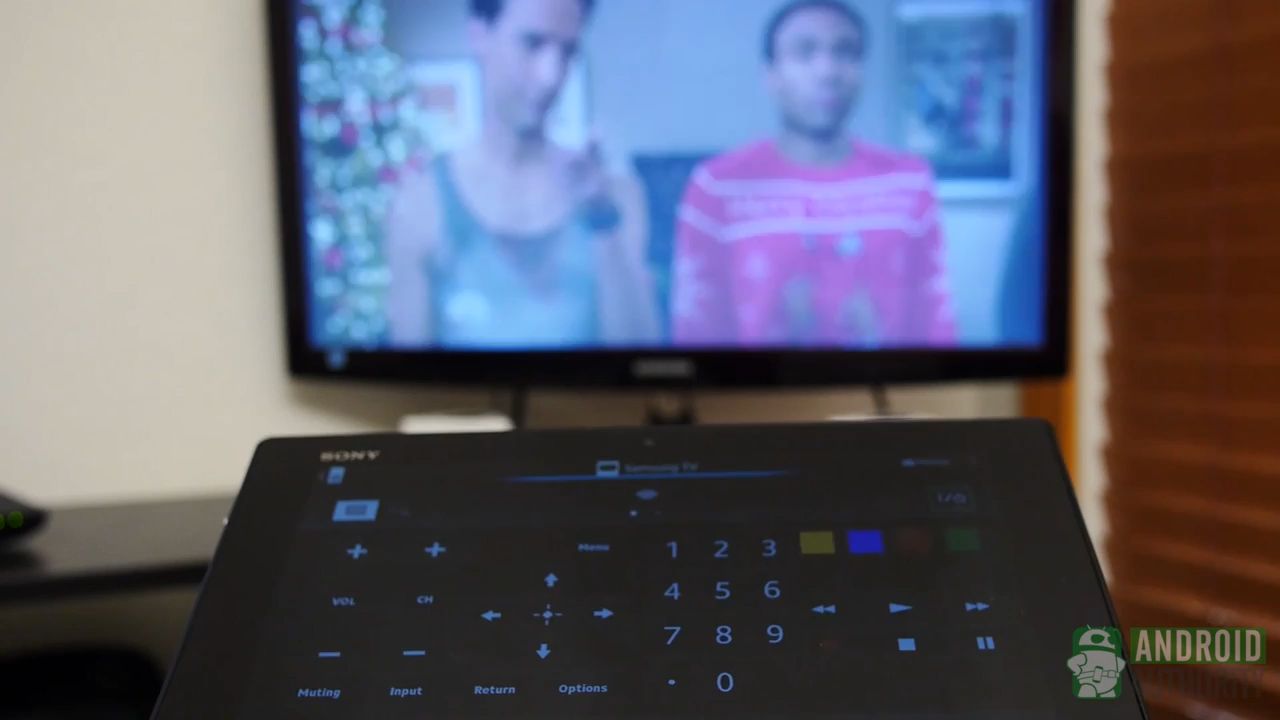 SONY
Samsung TV
Menu
1 2 3
VOL CH
4 5 6
7 8 9
Muting Input Return Options
. 0
ANDROID
AUTHORITY